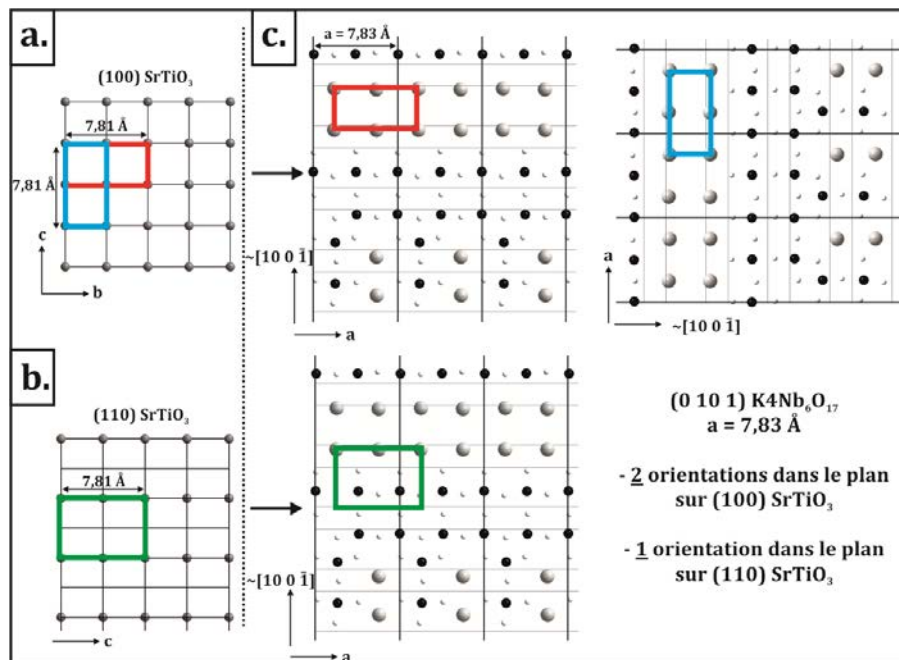 a.
(100) SrTiO₃
7,81 Å
7,81 Å
c
b
c.
a = 7,83 Å
~[10 0 1̄]
a
a
~[10 0 1̄]
b.
(110) SrTiO₃
7,81 Å
c
~[10 0 1̄]
a
(0 10 1) K4Nb₆O₁₇
a = 7,83 Å
- 2 orientations dans le plan
sur (100) SrTiO₃
- 1 orientation dans le plan
sur (110) SrTiO₃